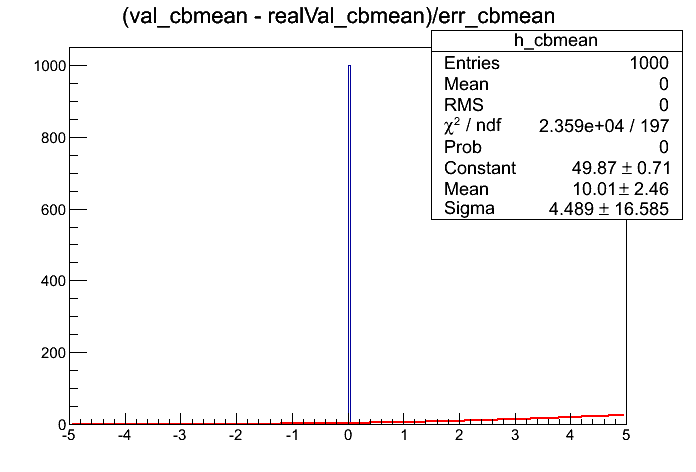 (val_cbmean - realVal_cbmean)/err_cbmean
h_cbmean
Entries 1000
Mean 0
RMS 0
χ² / ndf 2.359e+04 / 197
Prob 0
Constant 49.87 ± 0.71
Mean 10.01 ± 2.46
Sigma 4.489 ± 16.585
1000
800
600
400
200
0
-5 -4 -3 -2 -1 0 1 2 3 4 5